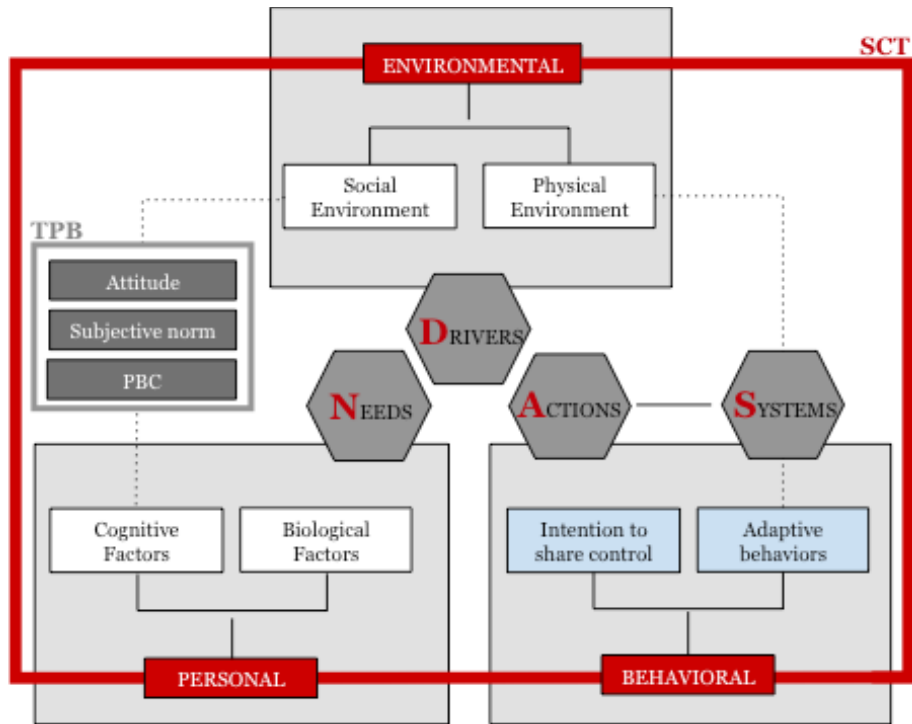 SCT
ENVIRONMENTAL
Social
Environment
Physical
Environment
TPB
Attitude
Subjective norm
PBC
DRIVERS
NEEDS
ACTIONS
SYSTEMS
Cognitive
Factors
Biological
Factors
Intention to
share control
Adaptive
behaviors
PERSONAL
BEHAVIORAL